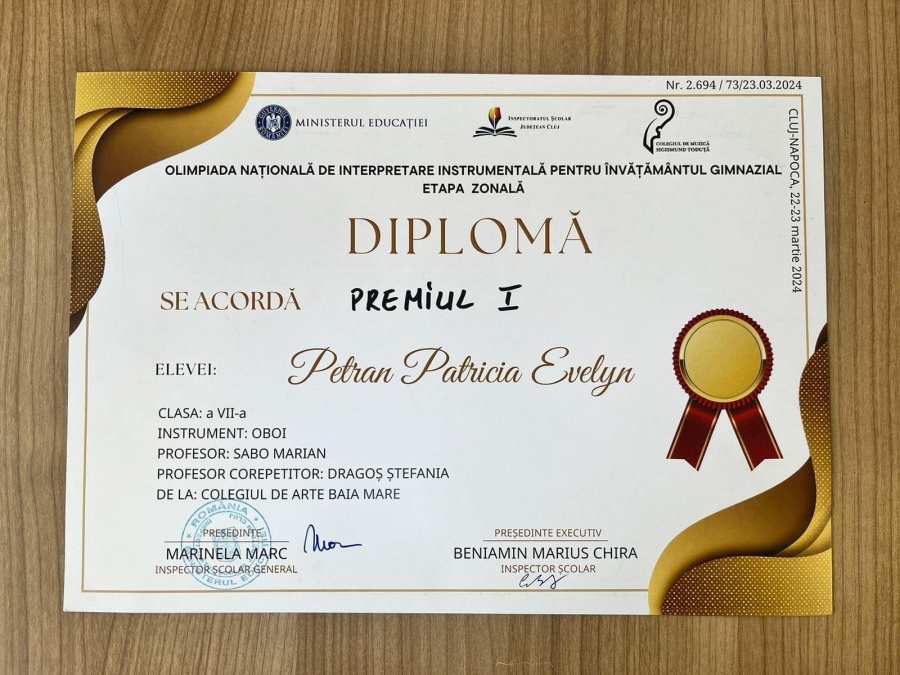 Nr. 2.694 / 73/23.03.2024
MINISTERUL EDUCAȚIEI
INSPECTORATUL ȘCOLAR
JUDEȚEAN CLUJ
COLEGIUL DE MUZICĂ
SIGISMUND TODUȚĂ
CLUJ-NAPOCA, 22-23 martie 2024
OLIMPIADA NAȚIONALĂ DE INTERPRETARE INSTRUMENTALĂ PENTRU ÎNVĂȚĂMÂNTUL GIMNAZIAL
ETAPA ZONALĂ
DIPLOMĂ
SE ACORDĂ PREMIUL I
ELEVEI: Petran Patricia Evelyn
CLASA: a VII-a
INSTRUMENT: OBOI
PROFESOR: SABO MARIAN
PROFESOR COREPETITOR: DRAGOȘ ȘTEFANIA
DE LA: COLEGIUL DE ARTE BAIA MARE
ROMÂNIA
PREȘEDINTE
MARINELA MARC
INSPECTOR ȘCOLAR GENERAL
PREȘEDINTE EXECUTIV
BENIAMIN MARIUS CHIRA
INSPECTOR ȘCOLAR